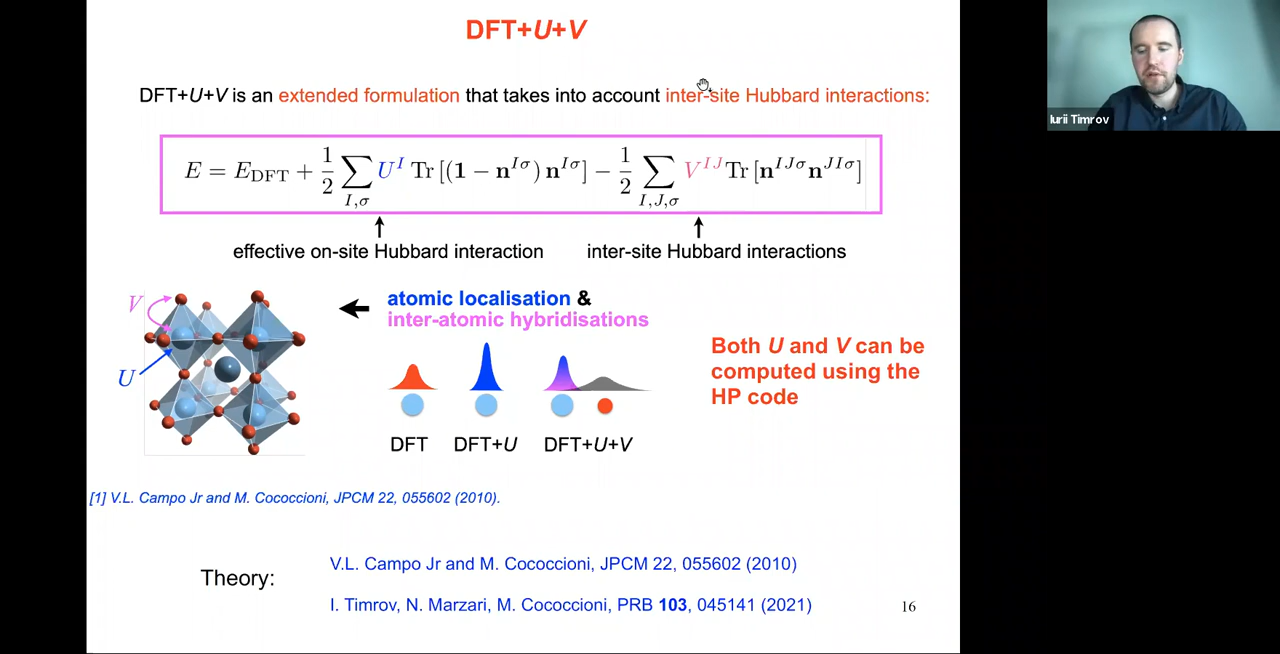 DFT+U+V
DFT+U+V is an extended formulation that takes into account inter-site Hubbard interactions:
Iurii Timrov
E = E_DFT + 1/2 ∑_{I,σ} U^I Tr [(1 − n^{Iσ}) n^{Iσ}] − 1/2 ∑_{I,J,σ} V^{IJ} Tr [n^{IJσ} n^{JIσ}]
effective on-site Hubbard interaction
inter-site Hubbard interactions
V
U
atomic localisation &
inter-atomic hybridisations
Both U and V can be
computed using the
HP code
DFT
DFT+U
DFT+U+V
[1] V.L. Campo Jr and M. Cococcioni, JPCM 22, 055602 (2010).
Theory:
V.L. Campo Jr and M. Cococcioni, JPCM 22, 055602 (2010)
I. Timrov, N. Marzari, M. Cococcioni, PRB 103, 045141 (2021)
16